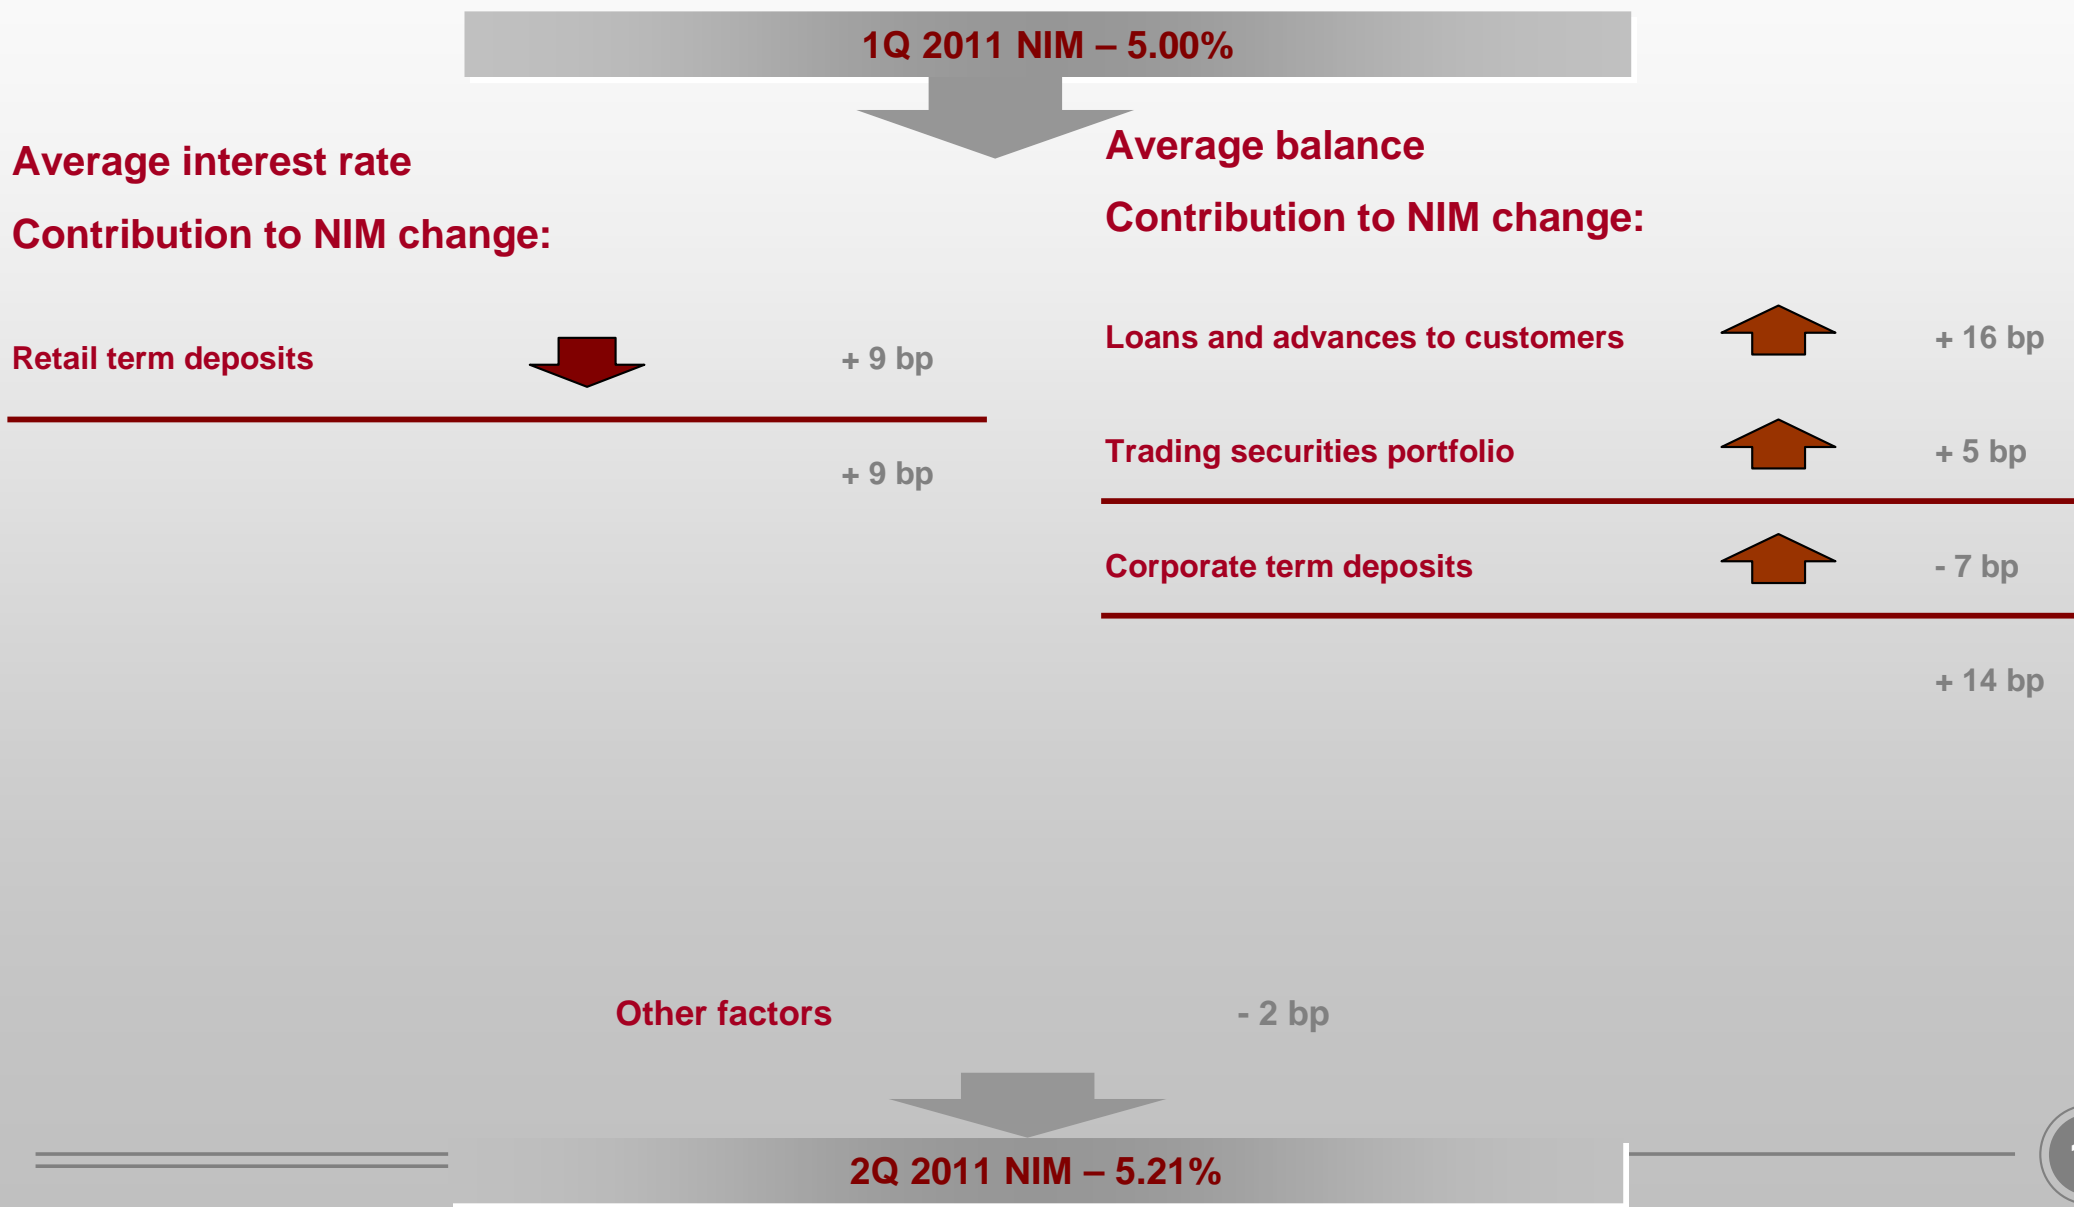 1Q 2011 NIM – 5.00%
Average interest rate
Contribution to NIM change:
Retail term deposits + 9 bp
+ 9 bp
Average balance
Contribution to NIM change:
Loans and advances to customers + 16 bp
Trading securities portfolio + 5 bp
Corporate term deposits - 7 bp
+ 14 bp
Other factors - 2 bp
2Q 2011 NIM – 5.21%